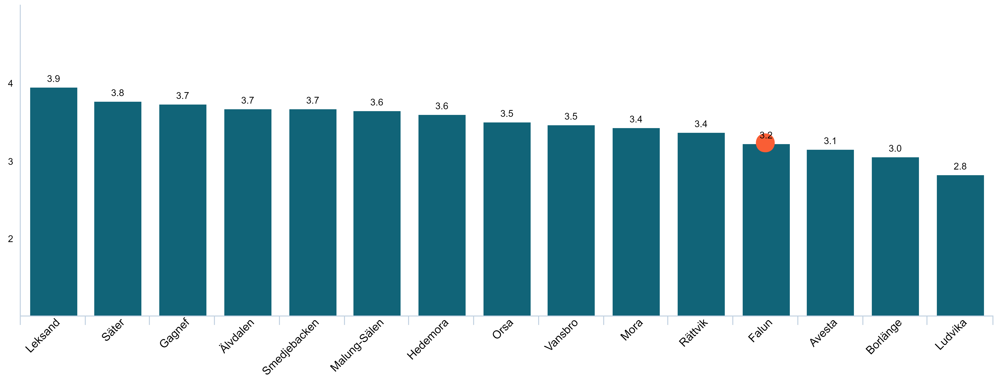 4
3
2
3.9
3.8
3.7
3.7
3.7
3.6
3.6
3.5
3.5
3.4
3.4
3.2
3.1
3.0
2.8
Leksand
Säter
Gagnef
Älvdalen
Smedjebacken
Malung-Sälen
Hedemora
Orsa
Vansbro
Mora
Rättvik
Falun
Avesta
Borlänge
Ludvika